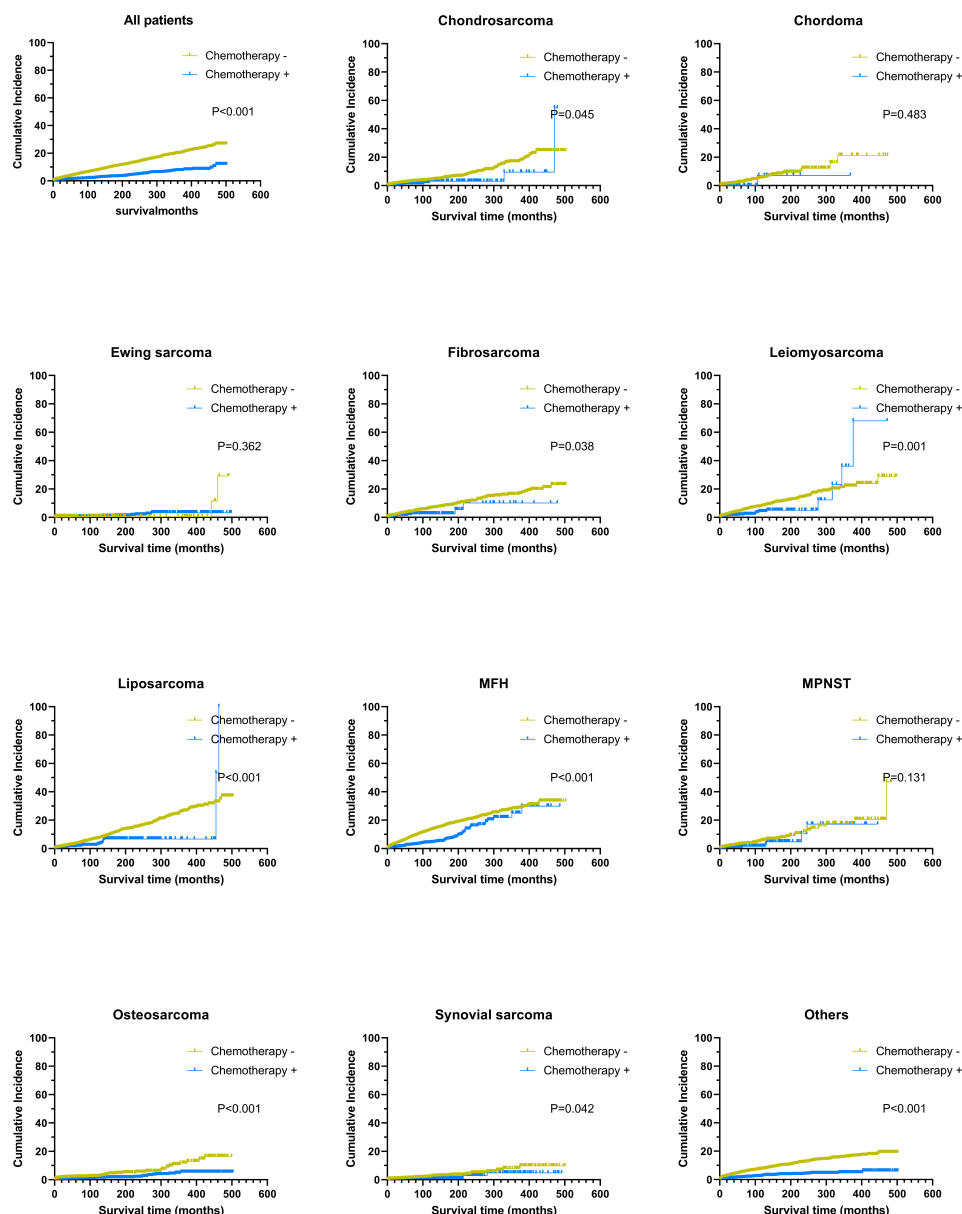 All patients
Cumulative Incidence
100
80
60
40
20
0
0 100 200 300 400 500 600
survivalmonths
Chemotherapy -
Chemotherapy +
P<0.001
Chondrosarcoma
Cumulative Incidence
100
80
60
40
20
0
0 100 200 300 400 500 600
Survival time (months)
Chemotherapy -
Chemotherapy +
P=0.045
Chordoma
Cumulative Incidence
100
80
60
40
20
0
0 100 200 300 400 500 600
Survival time (months)
Chemotherapy -
Chemotherapy +
P=0.483
Ewing sarcoma
Cumulative Incidence
100
80
60
40
20
0
0 100 200 300 400 500 600
Survival time (months)
Chemotherapy -
Chemotherapy +
P=0.362
Fibrosarcoma
Cumulative Incidence
100
80
60
40
20
0
0 100 200 300 400 500 600
Survival time (months)
Chemotherapy -
Chemotherapy +
P=0.038
Leiomyosarcoma
Cumulative Incidence
100
80
60
40
20
0
0 100 200 300 400 500 600
Survival time (months)
Chemotherapy -
Chemotherapy +
P=0.001
Liposarcoma
Cumulative Incidence
100
80
60
40
20
0
0 100 200 300 400 500 600
Survival time (months)
Chemotherapy -
Chemotherapy +
P<0.001
MFH
Cumulative Incidence
100
80
60
40
20
0
0 100 200 300 400 500 600
Survival time (months)
Chemotherapy -
Chemotherapy +
P<0.001
MPNST
Cumulative Incidence
100
80
60
40
20
0
0 100 200 300 400 500 600
Survival time (months)
Chemotherapy -
Chemotherapy +
P=0.131
Osteosarcoma
Cumulative Incidence
100
80
60
40
20
0
0 100 200 300 400 500 600
Survival time (months)
Chemotherapy -
Chemotherapy +
P<0.001
Synovial sarcoma
Cumulative Incidence
100
80
60
40
20
0
0 100 200 300 400 500 600
Survival time (months)
Chemotherapy -
Chemotherapy +
P=0.042
Others
Cumulative Incidence
100
80
60
40
20
0
0 100 200 300 400 500 600
Survival time (months)
Chemotherapy -
Chemotherapy +
P<0.001